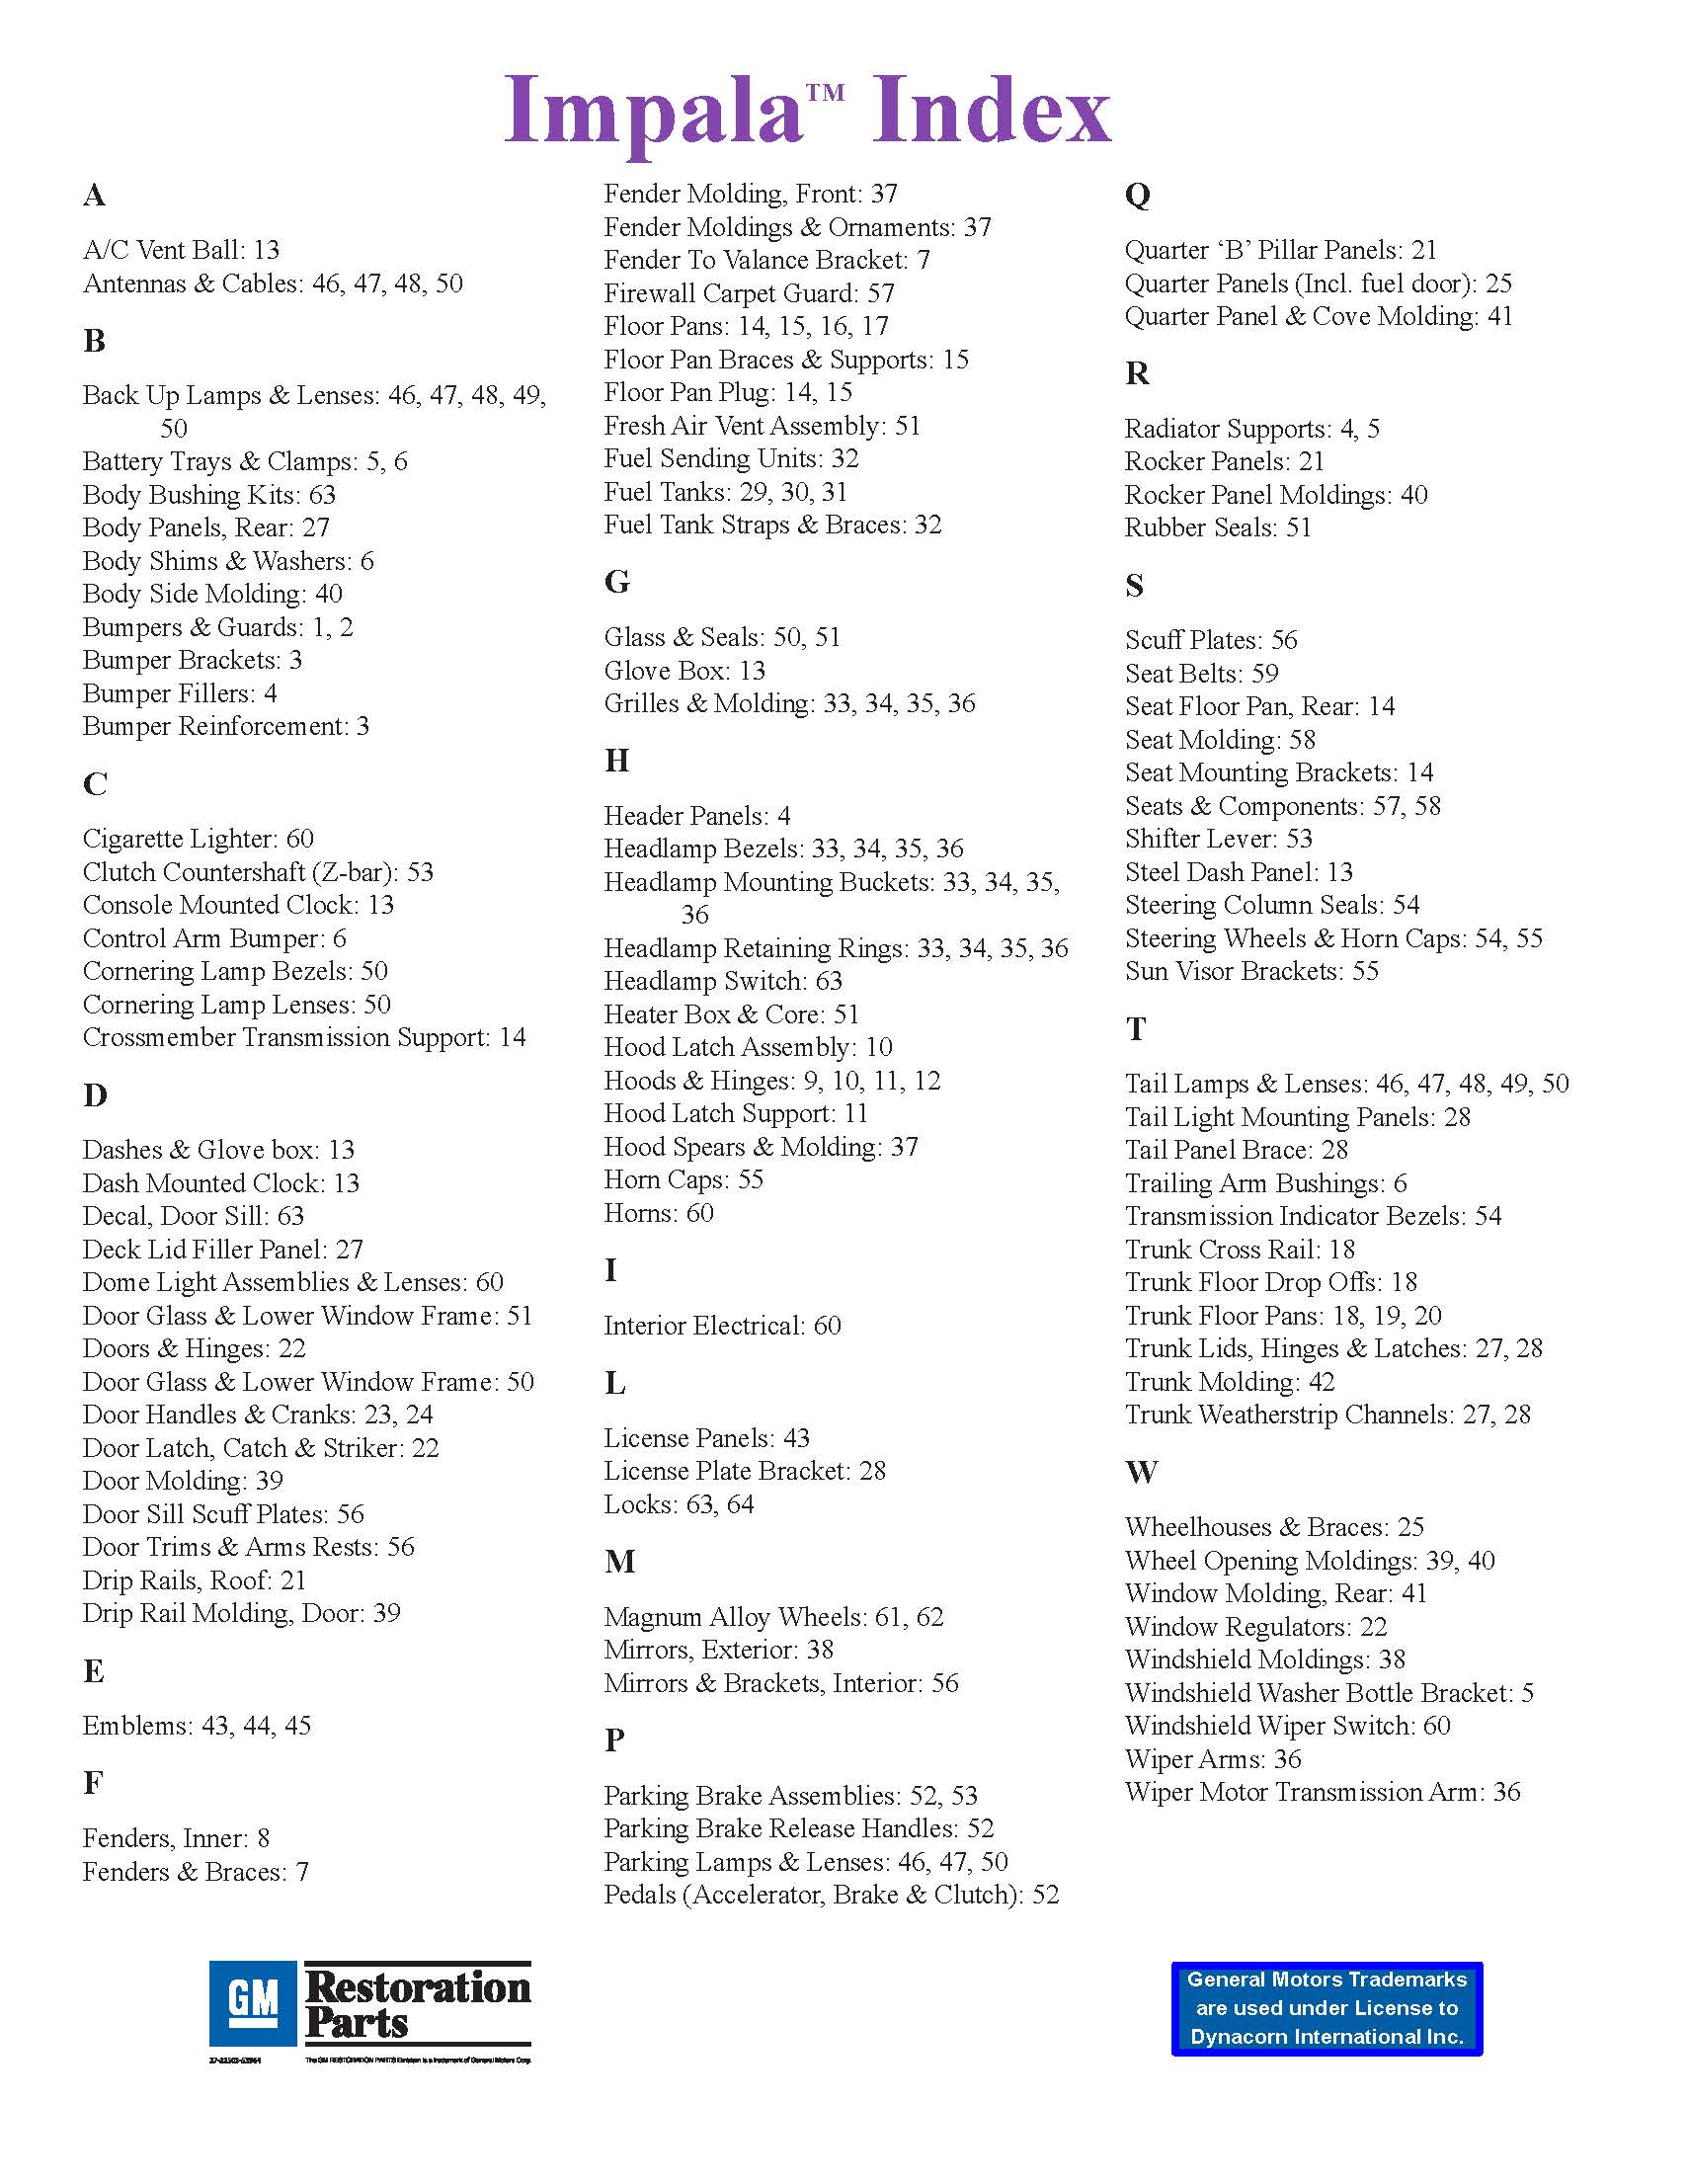 Impala™ Index
A
A/C Vent Ball: 13
Antennas & Cables: 46, 47, 48, 50
B
Back Up Lamps & Lenses: 46, 47, 48, 49,
50
Battery Trays & Clamps: 5, 6
Body Bushing Kits: 63
Body Panels, Rear: 27
Body Shims & Washers: 6
Body Side Molding: 40
Bumpers & Guards: 1, 2
Bumper Brackets: 3
Bumper Fillers: 4
Bumper Reinforcement: 3
C
Cigarette Lighter: 60
Clutch Countershaft (Z-bar): 53
Console Mounted Clock: 13
Control Arm Bumper: 6
Cornering Lamp Bezels: 50
Cornering Lamp Lenses: 50
Crossmember Transmission Support: 14
D
Dashes & Glove box: 13
Dash Mounted Clock: 13
Decal, Door Sill: 63
Deck Lid Filler Panel: 27
Dome Light Assemblies & Lenses: 60
Door Glass & Lower Window Frame: 51
Doors & Hinges: 22
Door Glass & Lower Window Frame: 50
Door Handles & Cranks: 23, 24
Door Latch, Catch & Striker: 22
Door Molding: 39
Door Sill Scuff Plates: 56
Door Trims & Arms Rests: 56
Drip Rails, Roof: 21
Drip Rail Molding, Door: 39
E
Emblems: 43, 44, 45
F
Fenders, Inner: 8
Fenders & Braces: 7
Fender Molding, Front: 37
Fender Moldings & Ornaments: 37
Fender To Valance Bracket: 7
Firewall Carpet Guard: 57
Floor Pans: 14, 15, 16, 17
Floor Pan Braces & Supports: 15
Floor Pan Plug: 14, 15
Fresh Air Vent Assembly: 51
Fuel Sending Units: 32
Fuel Tanks: 29, 30, 31
Fuel Tank Straps & Braces: 32
G
Glass & Seals: 50, 51
Glove Box: 13
Grilles & Molding: 33, 34, 35, 36
H
Header Panels: 4
Headlamp Bezels: 33, 34, 35, 36
Headlamp Mounting Buckets: 33, 34, 35,
36
Headlamp Retaining Rings: 33, 34, 35, 36
Headlamp Switch: 63
Heater Box & Core: 51
Hood Latch Assembly: 10
Hoods & Hinges: 9, 10, 11, 12
Hood Latch Support: 11
Hood Spears & Molding: 37
Horn Caps: 55
Horns: 60
I
Interior Electrical: 60
L
License Panels: 43
License Plate Bracket: 28
Locks: 63, 64
M
Magnum Alloy Wheels: 61, 62
Mirrors, Exterior: 38
Mirrors & Brackets, Interior: 56
P
Parking Brake Assemblies: 52, 53
Parking Brake Release Handles: 52
Parking Lamps & Lenses: 46, 47, 50
Pedals (Accelerator, Brake & Clutch): 52
Q
Quarter ‘B’ Pillar Panels: 21
Quarter Panels (Incl. fuel door): 25
Quarter Panel & Cove Molding: 41
R
Radiator Supports: 4, 5
Rocker Panels: 21
Rocker Panel Moldings: 40
Rubber Seals: 51
S
Scuff Plates: 56
Seat Belts: 59
Seat Floor Pan, Rear: 14
Seat Molding: 58
Seat Mounting Brackets: 14
Seats & Components: 57, 58
Shifter Lever: 53
Steel Dash Panel: 13
Steering Column Seals: 54
Steering Wheels & Horn Caps: 54, 55
Sun Visor Brackets: 55
T
Tail Lamps & Lenses: 46, 47, 48, 49, 50
Tail Light Mounting Panels: 28
Tail Panel Brace: 28
Trailing Arm Bushings: 6
Transmission Indicator Bezels: 54
Trunk Cross Rail: 18
Trunk Floor Drop Offs: 18
Trunk Floor Pans: 18, 19, 20
Trunk Lids, Hinges & Latches: 27, 28
Trunk Molding: 42
Trunk Weatherstrip Channels: 27, 28
W
Wheelhouses & Braces: 25
Wheel Opening Moldings: 39, 40
Window Molding, Rear: 41
Window Regulators: 22
Windshield Moldings: 38
Windshield Washer Bottle Bracket: 5
Windshield Wiper Switch: 60
Wiper Arms: 36
Wiper Motor Transmission Arm: 36
GM Restoration
Parts
The GM RESTORATION PARTS Emblem is a trademark of General Motors Corp.
General Motors Trademarks
are used under License to
Dynacorn International Inc.